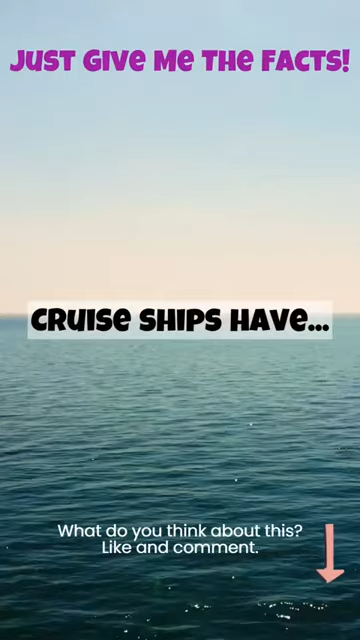 Just Give Me The Facts!
Cruise Ships Have...
What do you think about this?
Like and comment.